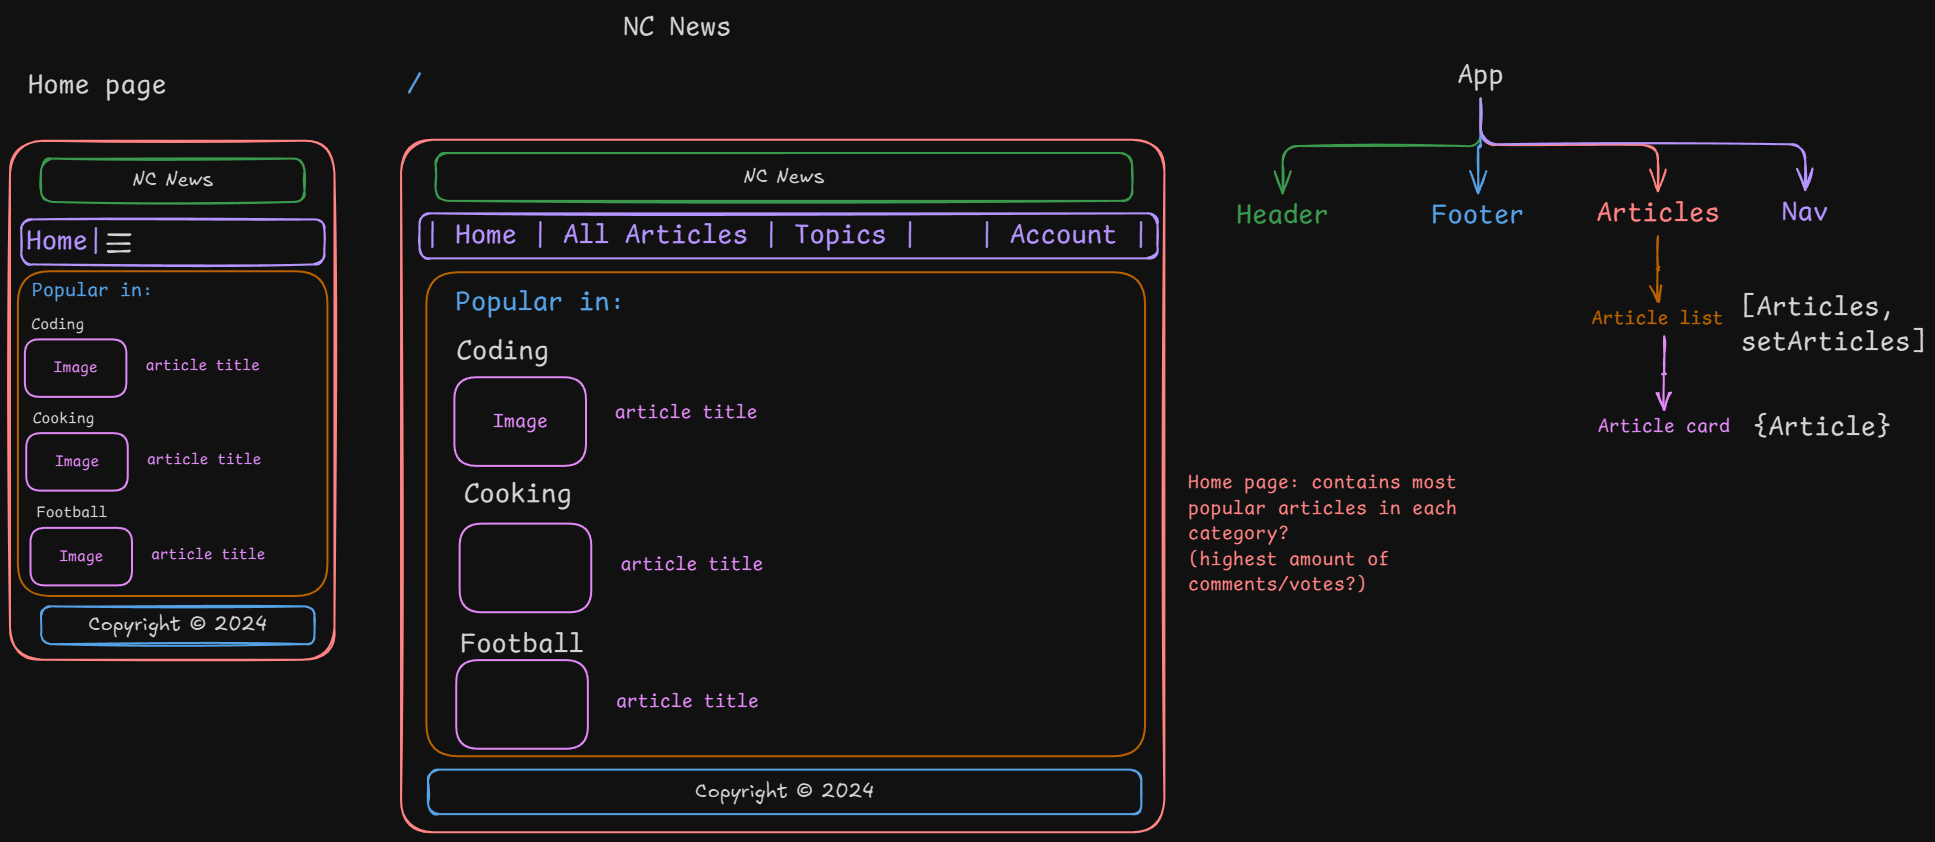 NC News
Home page
/
NC News
Home|
Popular in:
Coding
Image
article title
Cooking
Image
article title
Football
Image
article title
Copyright © 2024
NC News
| Home | All Articles | Topics | | Account |
Popular in:
Coding
Image
article title
Cooking
article title
Football
article title
Copyright © 2024
App
Header
Footer
Articles
Nav
Article list
[Articles,
setArticles]
Article card
{Article}
Home page: contains most
popular articles in each
category?
(highest amount of
comments/votes?)